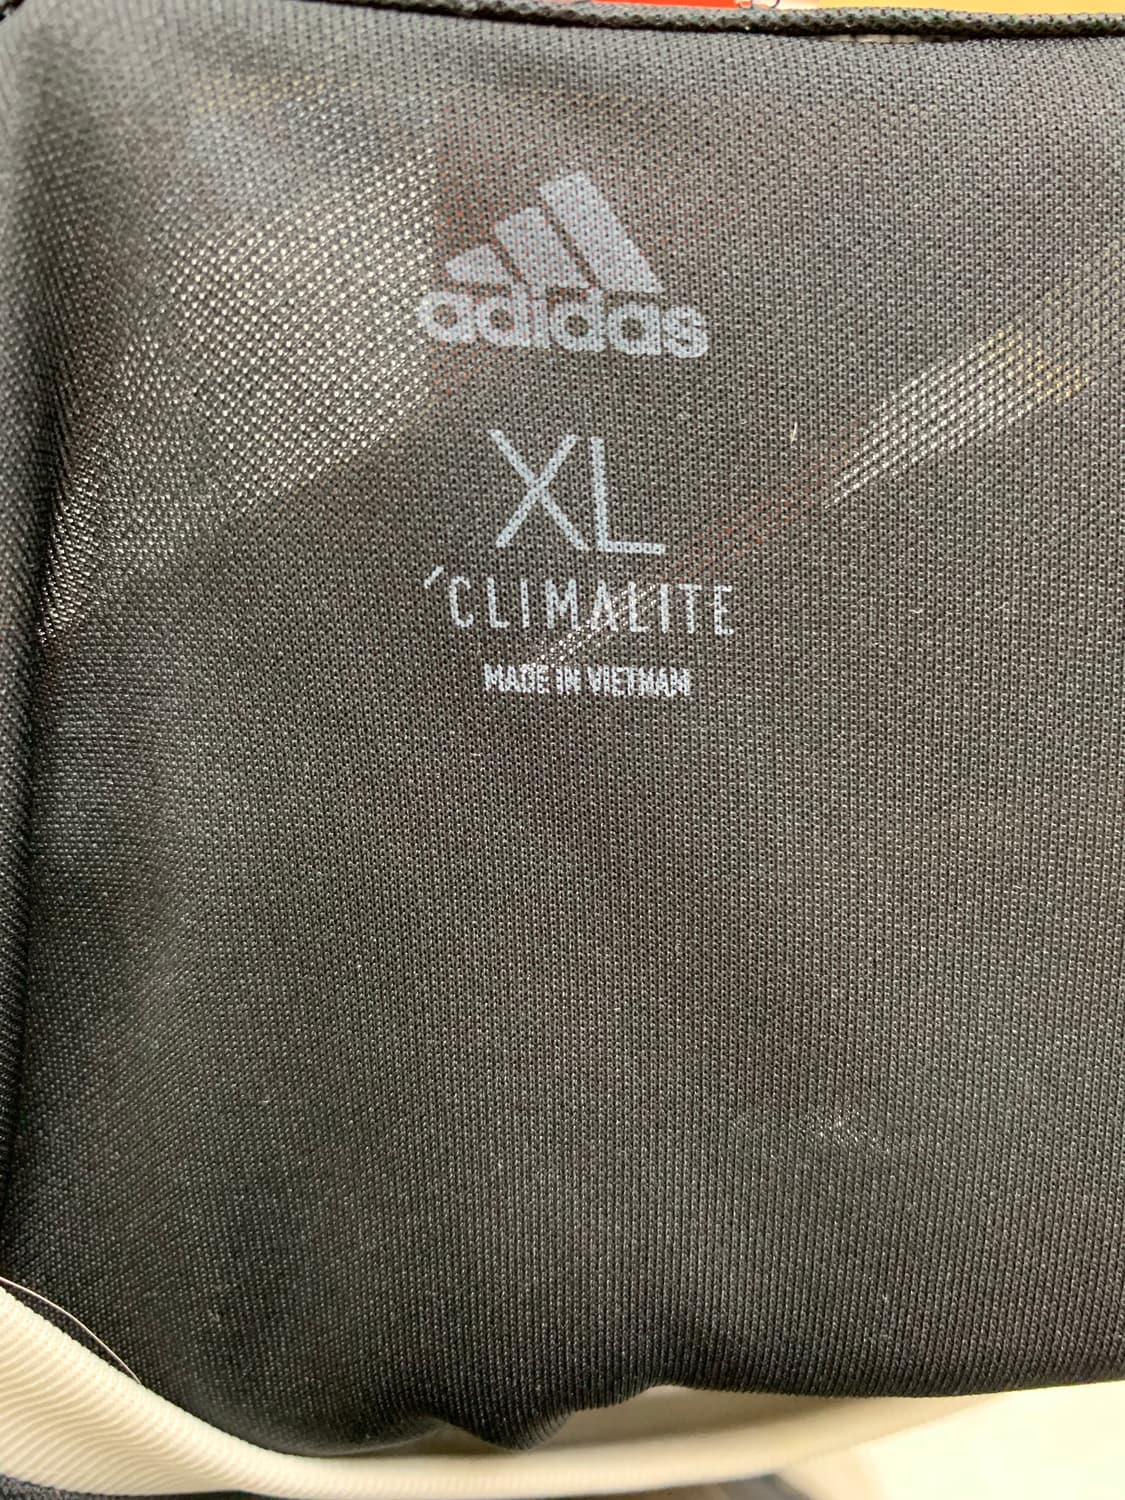 adidas
XL
´CLIMALITE
MADE IN VIETNAM